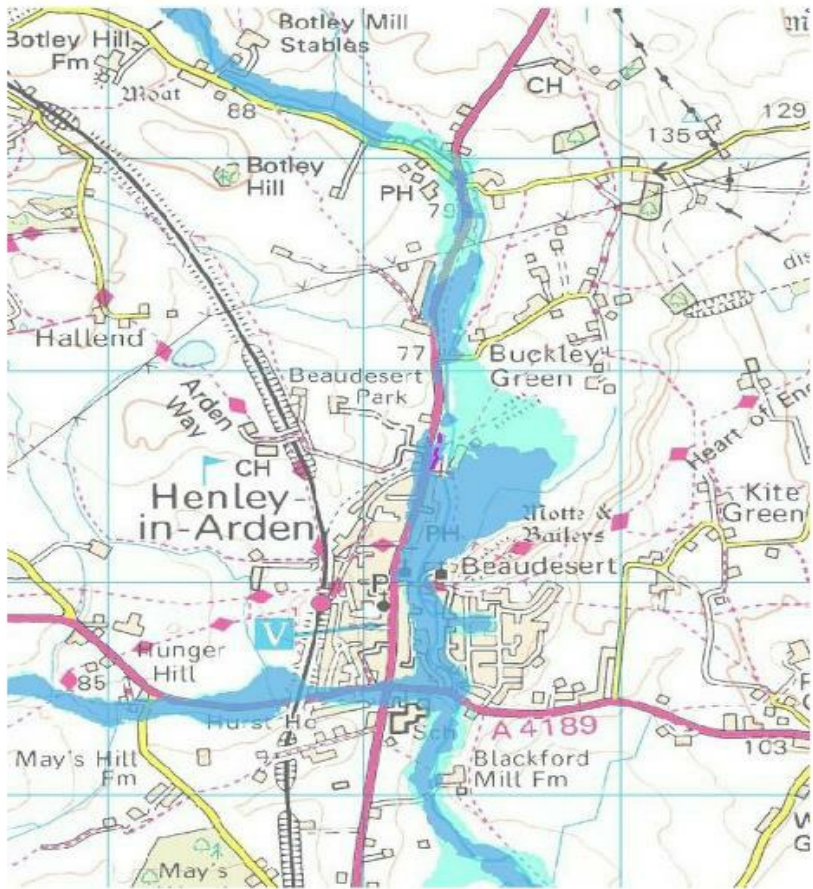 Botley Mill
Stables
Botley Hill
Fm
Moat
88
CH
129
135
Botley
Hill
PH
79
Hallend
77
Buckley
Green
Beaudesert
Park
Arden
Way
CH
Heart of En
Henley-
in-Arden
PH
Motte &
Baileys
Kite
Green
P
Beaudesert
V
Hunger
Hill
85
Hurst Ho
Sch
A 4189
103
May's Hill
Fm
Blackford
Mill Fm
May's